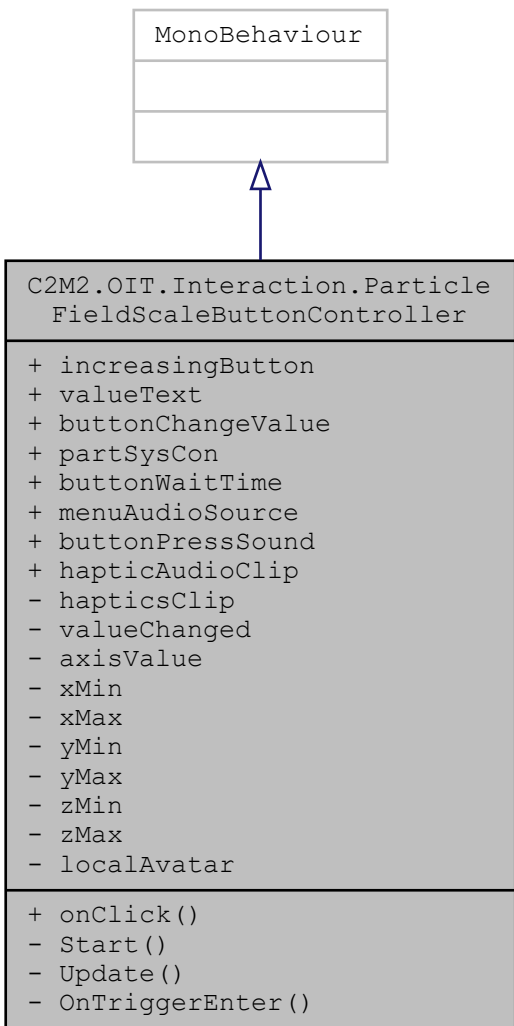 MonoBehaviour
C2M2.OIT.Interaction.Particle
FieldScaleButtonController
+ increasingButton
+ valueText
+ buttonChangeValue
+ partSysCon
+ buttonWaitTime
+ menuAudioSource
+ buttonPressSound
+ hapticAudioClip
- hapticsClip
- valueChanged
- axisValue
- xMin
- xMax
- yMin
- yMax
- zMin
- zMax
- localAvatar
+ onClick()
- Start()
- Update()
- OnTriggerEnter()